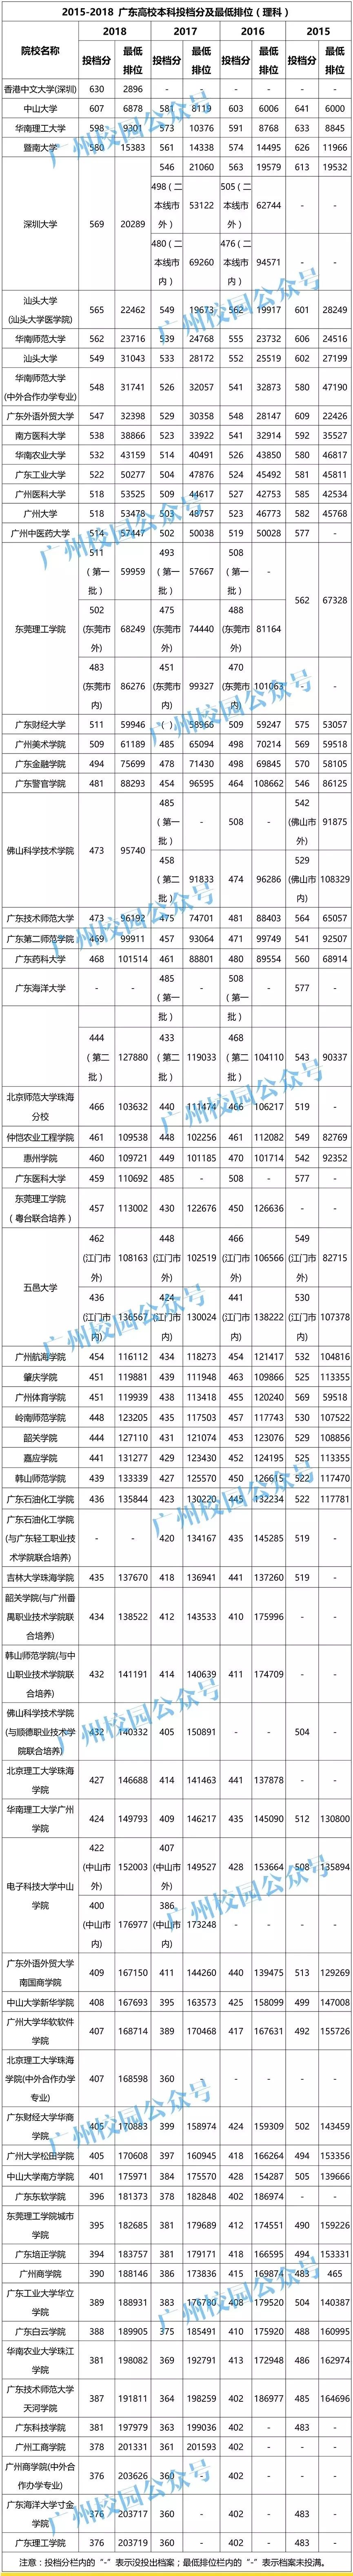 2015-2018 广东高校本科投档分及最低排位（理科）
院校名称 2018 2017 2016 2015
投档分 最低排位 投档分 最低排位 投档分 最低排位 投档分 最低排位
香港中文大学(深圳) 630 2896 - - - - - -
中山大学 607 6878 581 8119 603 6006 641 6000
华南理工大学 598 9301 573 10376 591 8768 633 8845
暨南大学 580 15383 561 14338 574 14495 626 11966
深圳大学 569 20289 546 21060 563 19579 613 19532
498（二本线市外） 53122 505（二本线市外） 62744 - -
480（二本线市内） 69260 476（二本线市内） 94571 - -
汕头大学(汕头大学医学院) 565 22462 549 19673 562 19917 601 28249
华南师范大学 562 23716 539 24768 555 23732 606 24516
汕头大学 549 31043 533 28172 552 25519 602 27199
华南师范大学(中外合作办学专业) 548 31741 526 32057 541 32873 580 47190
广东外语外贸大学 547 32398 529 30358 548 28147 609 22426
南方医科大学 538 38866 523 33922 541 32914 592 35527
华南农业大学 532 43159 514 40491 526 43850 580 46817
广东工业大学 522 50277 504 47876 524 45492 581 45811
广州医科大学 518 53525 509 44617 527 42753 585 42534
广州大学 518 53478 503 48757 523 46773 582 45768
广州中医药大学 514 57447 502 50038 519 50028 577 -
东莞理工学院 511（第一批） 59959 493（第一批） 57667 508（第一批） - 562 67328
502(东莞市外) 68249 475(东莞市外) 74440 488(东莞市外) 81164
483(东莞市内) 86276 451(东莞市内) 99327 470(东莞市内) 101063 - -
广东财经大学 511 59946 （ ） 58966 509 59247 575 53057
广州美术学院 509 61189 485 65094 498 70214 569 59518
广东金融学院 494 75699 478 71430 498 69845 570 58105
广东警官学院 481 88293 454 96595 464 108662 546 86125
佛山科学技术学院 473 95740 485（第一批） - 508 - 542(佛山市外) 91875
458（第二批） 91833 474 96286 529(佛山市内) 108329
广东技术师范大学 473 96192 475 74701 481 88403 564 65057
广东第二师范学院 469 99911 457 93064 471 99749 541 92507
广东药科大学 468 101514 461 88801 480 89554 560 68914
广东海洋大学 - - 485（第一批） - 508（第一批） - 577 -
批） 批）
444（第二批） 127880 433（第二批） 119033 468（第二批） 104110 543 90337
北京师范大学珠海分校 466 103632 440 111474 466 106217 519 -
仲恺农业工程学院 461 109538 448 102256 461 112082 549 82769
惠州学院 460 109721 449 101185 470 101714 542 92352
广东医科大学 459 110692 485 - 508 - 577 -
东莞理工学院（粤台联合培养） 457 113002 430 122676 450 126636 - -
五邑大学 462(江门市外) 108163 448(江门市外) 102519 466(江门市外) 106566 549(江门市外) 82715
436(江门市内) 136567 424(江门市内) 130024 441(江门市内) 138222 530(江门市内) 107378
广州航海学院 454 116112 434 118273 454 121417 532 104816
肇庆学院 451 119881 439 111948 463 109866 525 113355
广州体育学院 451 119939 438 113418 455 120240 569 59518
岭南师范学院 448 123205 435 117503 457 117743 530 107522
韶关学院 444 127110 431 121074 453 123076 529 108856
嘉应学院 441 131277 429 123430 452 124195 525 113355
韩山师范学院 439 133339 427 125570 450 126615 522 117470
广东石油化工学院 436 135844 423 130220 445 132234 522 117781
广东石油化工学院(与广东轻工职业技术学院联合培养) - - 420 134167 435 145285 519 -
吉林大学珠海学院 435 137670 418 136941 441 137260 519 -
韶关学院(与广州番禺职业技术学院联合培养) 434 138522 412 143533 410 175996 - -
韩山师范学院(与中山职业技术学院联合培养) 432 141191 414 140639 411 174709 - -
佛山科学技术学院(与顺德职业技术学院联合培养) 432 140332 405 150891 - - 504 -
北京理工大学珠海学院 427 146688 414 141463 441 137878 - -
华南理工大学广州学院 424 149793 409 146217 435 145090 512 130800
电子科技大学中山学院 422(中山市外) 152003 407(中山市外) 149527 428 153664 508 135894
400(中山市内) 176977 386(中山市内) 173248 - - - -
广东外语外贸大学南国商学院 409 167150 411 144260 440 139475 513 129269
中山大学新华学院 408 167693 395 163573 425 158099 499 147008
广州大学华软软件学院 407 168714 389 170468 417 167631 492 155726
北京理工大学珠海学院(中外合作办学专业) 407 168598 360 - - - - -
广东财经大学华商学院 405 170883 399 158974 424 159309 502 143459
广州大学松田学院 405 170608 397 160945 418 166264 494 153356
中山大学南方学院 401 175971 384 175570 428 154287 505 139666
广东东软学院 396 181373 378 182848 402 186974 - -
东莞理工学院城市学院 395 182685 381 179689 412 174551 490 159226
广东培正学院 394 183757 381 179171 418 166595 494 153331
广州商学院 390 188146 386 173836 415 169874 483 465
广东工业大学华立学院 389 188931 383 176780 408 179520 504 140387
广东白云学院 388 189905 375 185491 410 175920 488 160995
华南农业大学珠江学院 381 198082 369 192791 413 172948 486 162974
广东技术师范大学天河学院 387 191811 364 198259 402 186977 485 164696
广东科技学院 381 197979 363 199036 402 - 483 -
广州工商学院 378 201331 361 201593 402 - - -
广州商学院(中外合作办学专业) 376 203626 360 - 402 - - -
广东海洋大学寸金学院 376 203717 360 - 402 - 483 -
广东理工学院 376 203719 360 - 402 - 483 -
注意：投档分栏内的“-”表示没投出档案；最低排位栏内的“-”表示档案未投满。
广州校园公众号